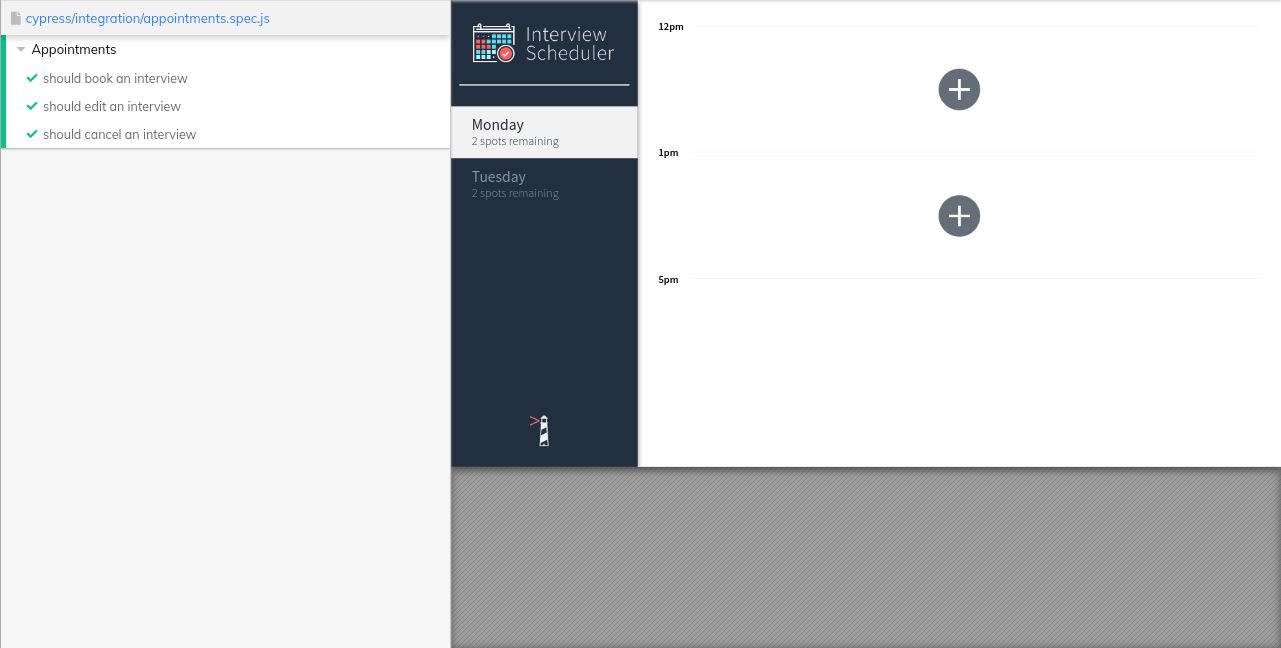 cypress/integration/appointments.spec.js
Appointments
should book an interview
should edit an interview
should cancel an interview
Interview
Scheduler
Monday
2 spots remaining
Tuesday
2 spots remaining
12pm
1pm
5pm